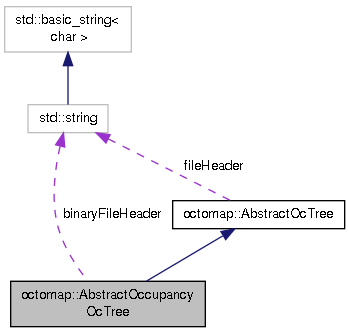 std::basic_string<
char >
std::string
fileHeader
binaryFileHeader
octomap::AbstractOcTree
octomap::AbstractOccupancy
OcTree